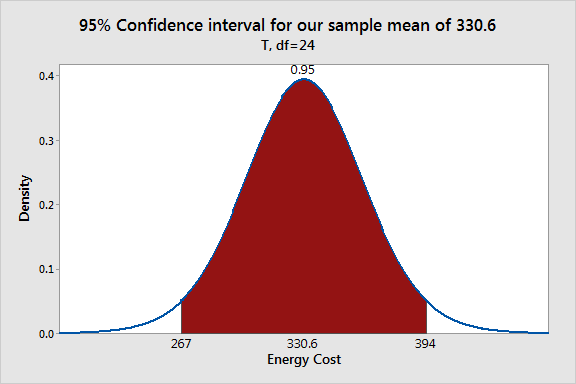 95% Confidence interval for our sample mean of 330.6
T, df=24
0.95
0.4
0.3
0.2
0.1
0.0
Density
267 330.6 394
Energy Cost